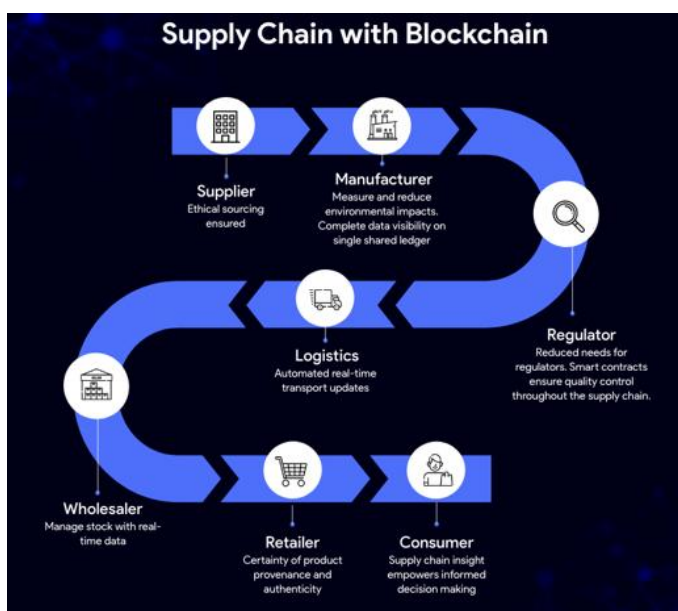 Supply Chain with Blockchain
Supplier
Ethical sourcing
ensured
Manufacturer
Measure and reduce
environmental impacts.
Complete data visibility on
single shared ledger
Regulator
Reduced needs for
regulators. Smart contracts
ensure quality control
throughout the supply chain.
Logistics
Automated real-time
transport updates
Wholesaler
Manage stock with real-
time data
Retailer
Certainty of product
provenance and
authenticity
Consumer
Supply chain insight
empowers informed
decision making